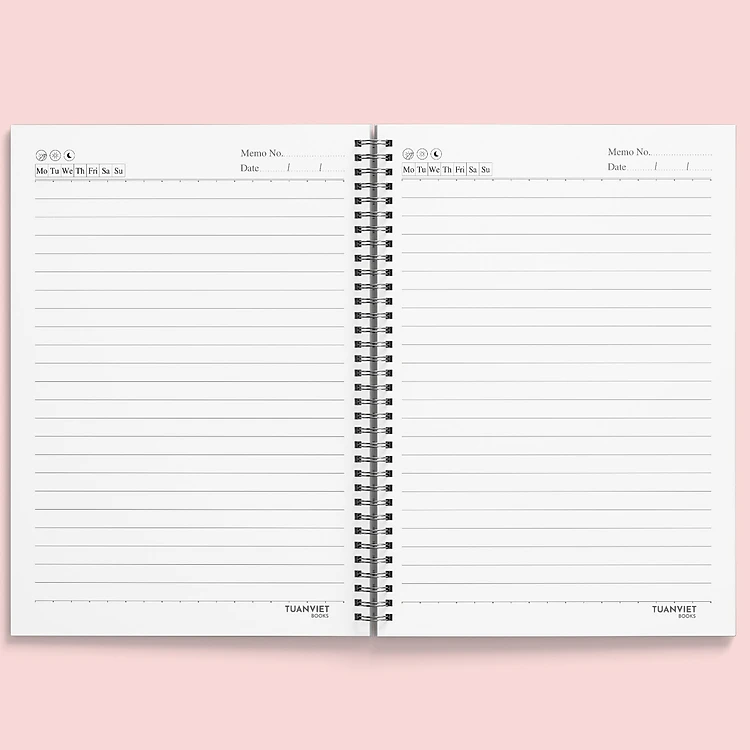 Memo No.
Mo Tu We Th Fri Sa Su
Date / /
TUANVIET
BOOKS
Memo No.
Mo Tu We Th Fri Sa Su
Date / /
TUANVIET
BOOKS